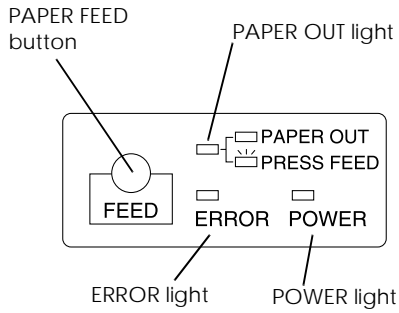 PAPER FEED
button
PAPER OUT light
PAPER OUT
PRESS FEED
FEED
ERROR
POWER
ERROR light
POWER light